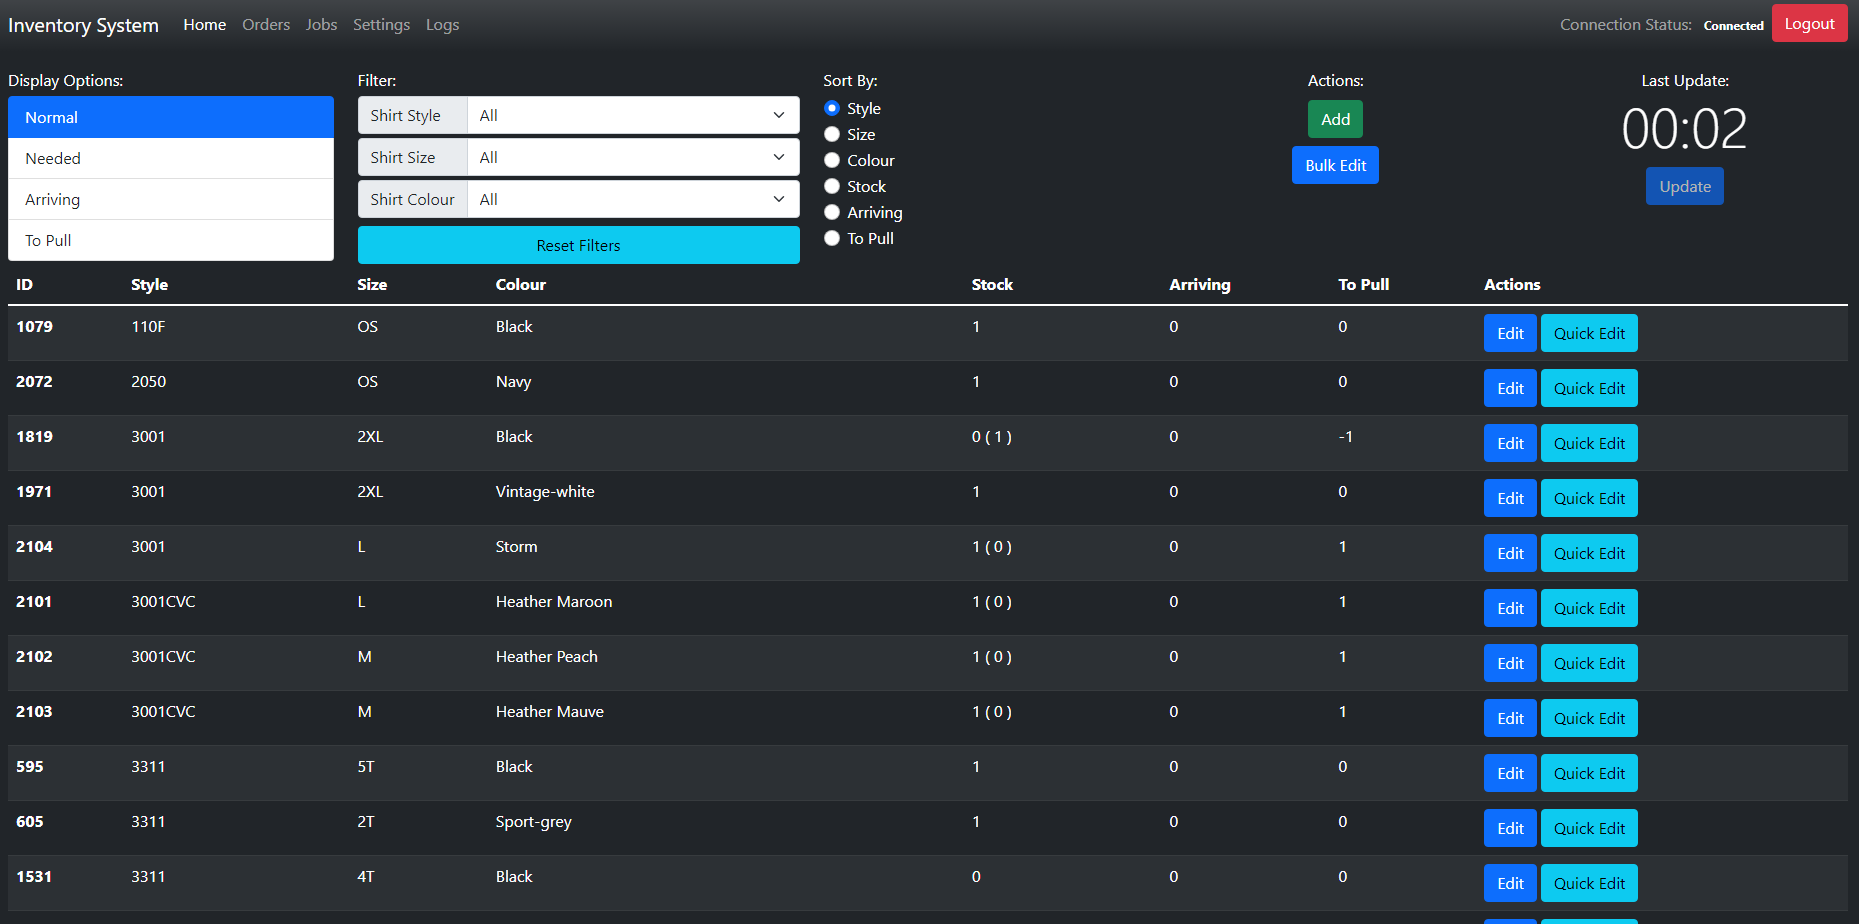 Inventory System Home Orders Jobs Settings Logs Connection Status: Connected Logout
Display Options:
Normal
Needed
Arriving
To Pull
Filter:
Shirt Style All
Shirt Size All
Shirt Colour All
Reset Filters
Sort By:
Style
Size
Colour
Stock
Arriving
To Pull
Actions:
Add
Bulk Edit
Last Update:
00:02
Update
ID Style Size Colour Stock Arriving To Pull Actions
1079 110F OS Black 1 0 0 Edit Quick Edit
2072 2050 OS Navy 1 0 0 Edit Quick Edit
1819 3001 2XL Black 0 ( 1 ) 0 -1 Edit Quick Edit
1971 3001 2XL Vintage-white 1 0 0 Edit Quick Edit
2104 3001 L Storm 1 ( 0 ) 0 1 Edit Quick Edit
2101 3001CVC L Heather Maroon 1 ( 0 ) 0 1 Edit Quick Edit
2102 3001CVC M Heather Peach 1 ( 0 ) 0 1 Edit Quick Edit
2103 3001CVC M Heather Mauve 1 ( 0 ) 0 1 Edit Quick Edit
595 3311 5T Black 1 0 0 Edit Quick Edit
605 3311 2T Sport-grey 1 0 0 Edit Quick Edit
1531 3311 4T Black 0 0 0 Edit Quick Edit